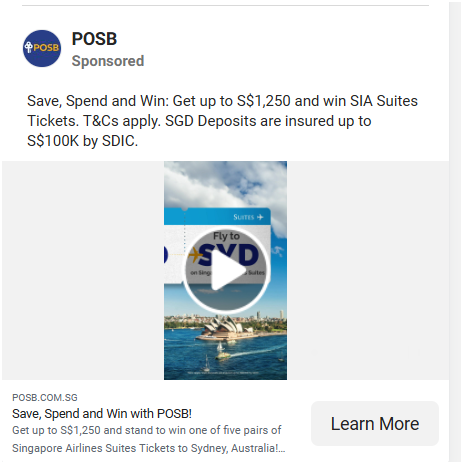 POSB
POSB
Sponsored
Save, Spend and Win: Get up to S$1,250 and win SIA Suites
Tickets. T&Cs apply. SGD Deposits are insured up to
S$100K by SDIC.
SUITES
Fly to
SYD
on Singapore Airlines Suites
POSB.COM.SG
Save, Spend and Win with POSB!
Get up to S$1,250 and stand to win one of five pairs of
Singapore Airlines Suites Tickets to Sydney, Australia!...
Learn More